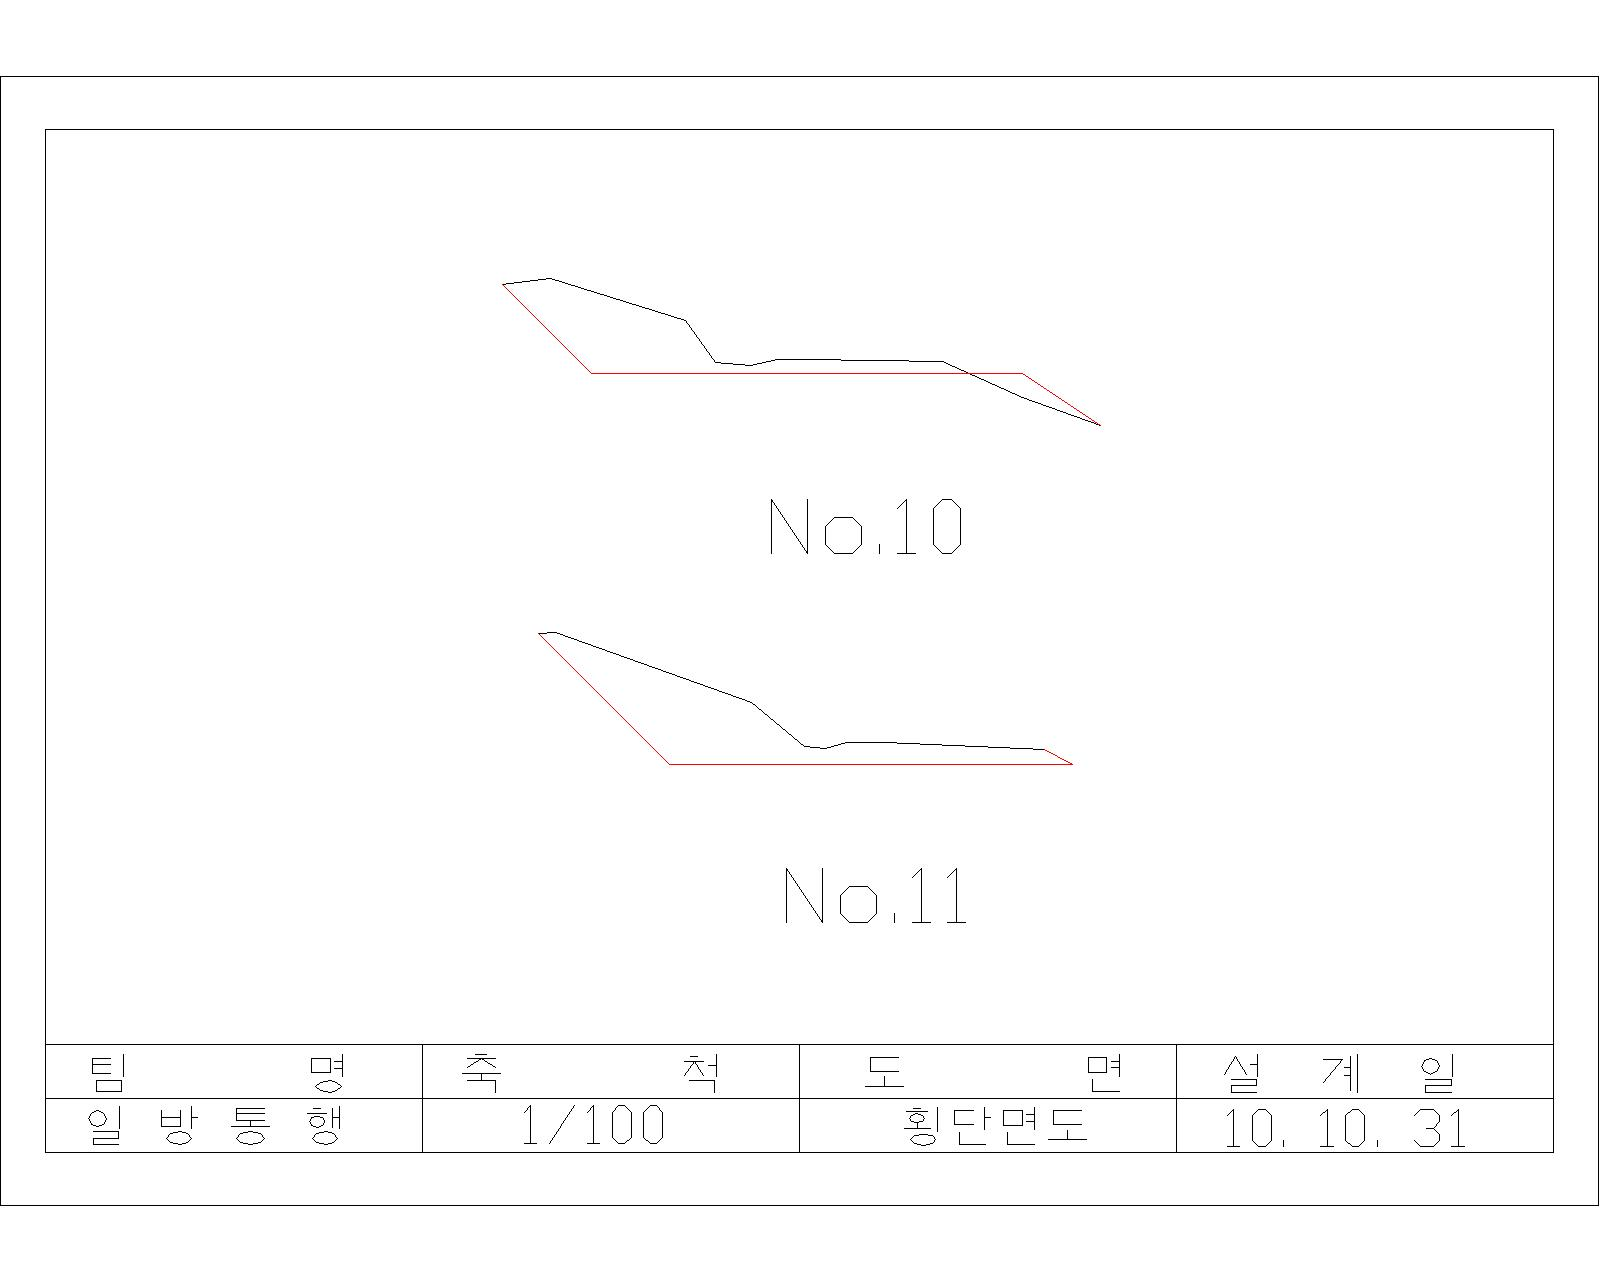 No.10
No.11
팀 명 축 척 도 면 설 계 일
일 방 통 행 1/100 횡단면도 10. 10. 31